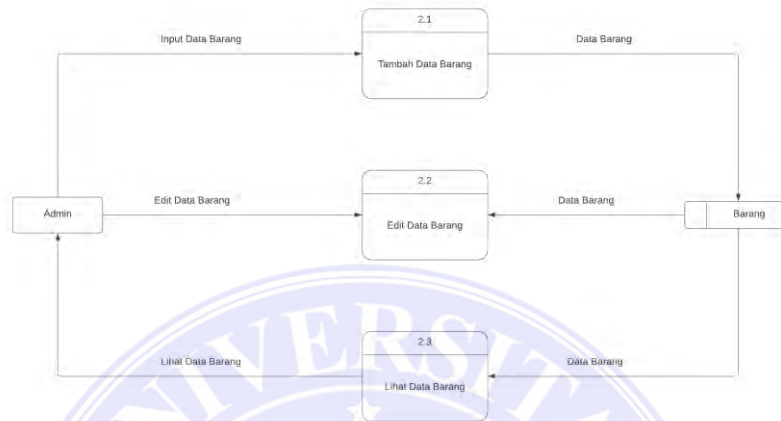 2.1
Input Data Barang
Data Barang
Tambah Data Barang
2.2
Edit Data Barang
Data Barang
Admin
Barang
Edit Data Barang
2.3
Lihat Data Barang
Data Barang
Lihat Data Barang
UNIVERSITA